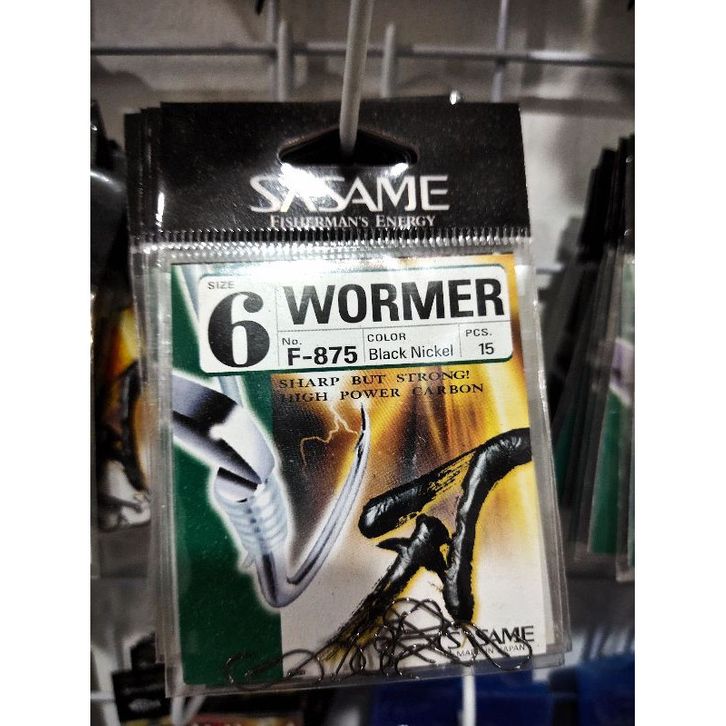 SASAME
FISHERMAN'S ENERGY
SIZE
6
WORMER
No.
F-875
COLOR
Black Nickel
PCS.
15
SHARP BUT STRONG!
HIGH POWER CARBON
SASAME
MADE IN JAPAN